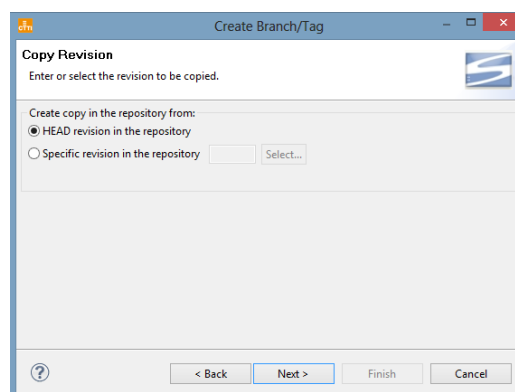 Create Branch/Tag
Copy Revision
Enter or select the revision to be copied.
Create copy in the repository from:
HEAD revision in the repository
Specific revision in the repository Select...
? < Back Next > Finish Cancel